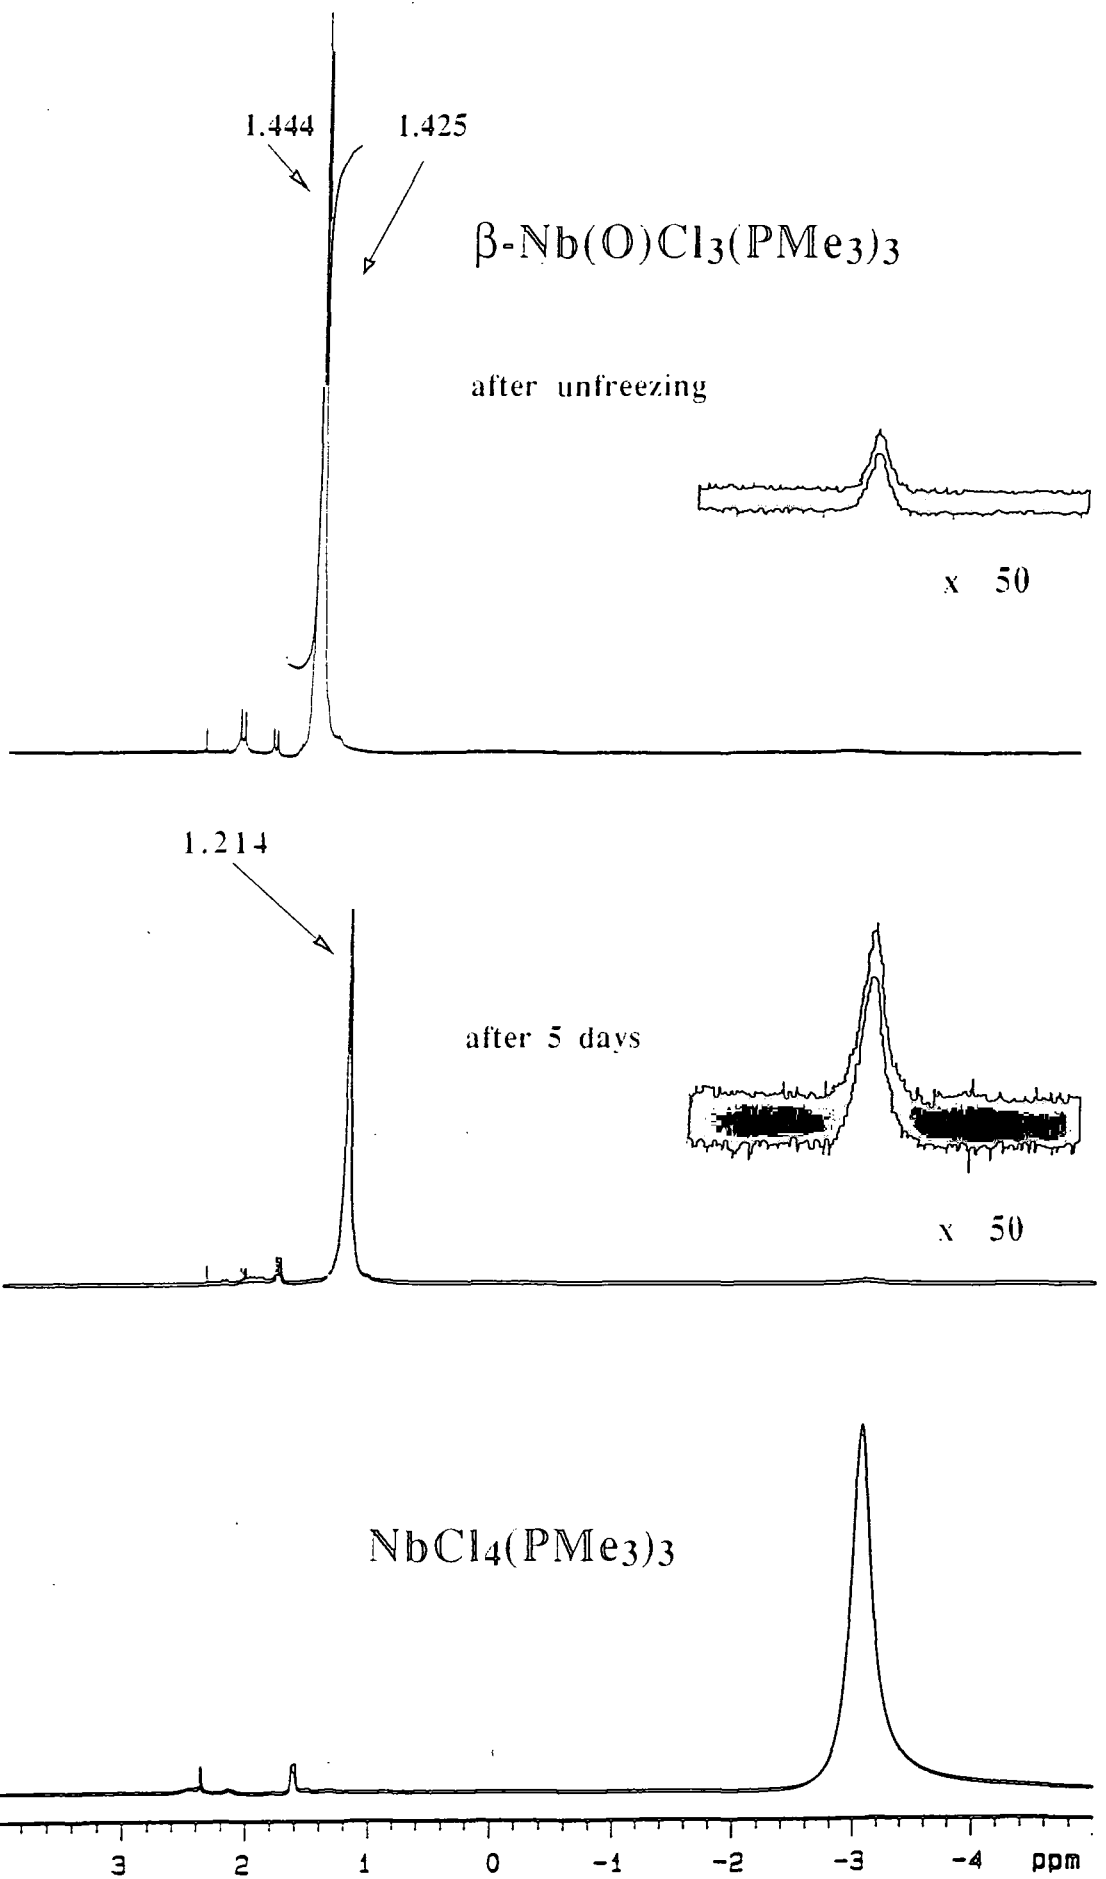 1.444 1.425
β-Nb(O)Cl3(PMe3)3
after unfreezing
x 50
1.214
after 5 days
x 50
NbCl4(PMe3)3
3 2 1 0 -1 -2 -3 -4 ppm